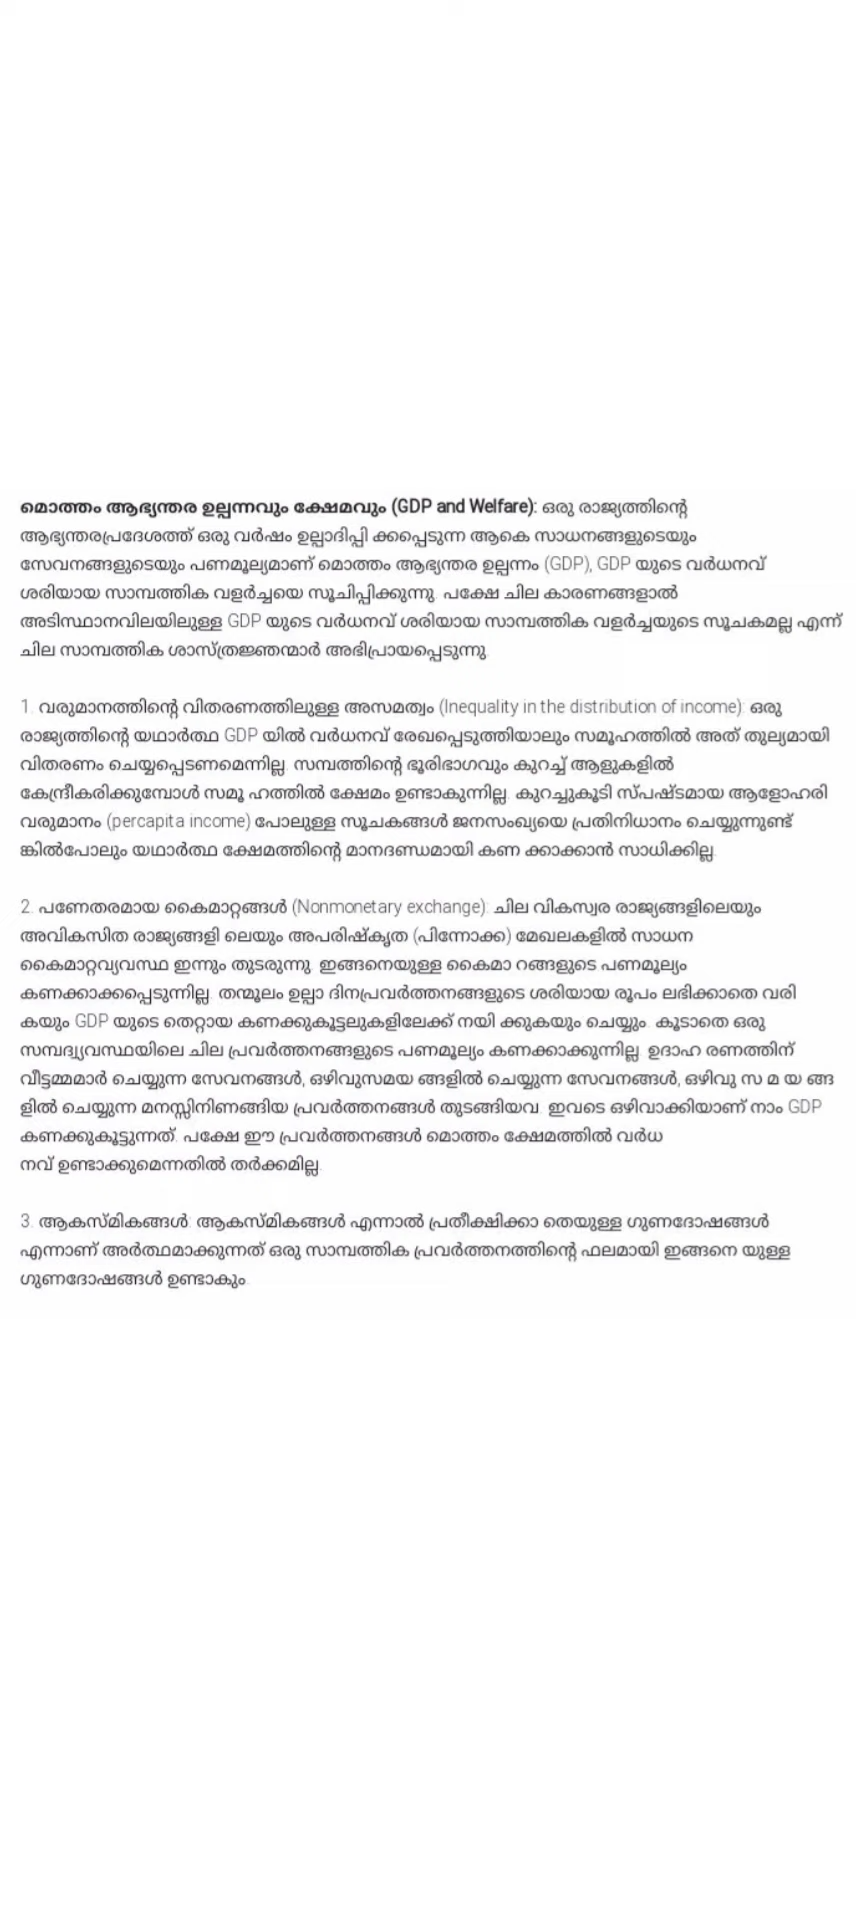 മൊത്തം ആഭ്യന്തര ഉല്പന്നവും ക്ഷേമവും (GDP and Welfare): ഒരു രാജ്യത്തിന്റെ
ആഭ്യന്തരപ്രദേശത്ത് ഒരു വർഷം ഉല്പാദിപ്പി ക്കപ്പെടുന്ന ആകെ സാധനങ്ങളുടെയും
സേവനങ്ങളുടെയും പണമൂല്യമാണ് മൊത്തം ആഭ്യന്തര ഉല്പന്നം (GDP), GDP യുടെ വർധനവ്
ശരിയായ സാമ്പത്തിക വളർച്ചയെ സൂചിപ്പിക്കുന്നു. പക്ഷേ ചില കാരണങ്ങളാൽ
അടിസ്ഥാനവിലയിലുള്ള GDP യുടെ വർധനവ് ശരിയായ സാമ്പത്തിക വളർച്ചയുടെ സൂചകമല്ല എന്ന്
ചില സാമ്പത്തിക ശാസ്ത്രജ്ഞന്മാർ അഭിപ്രായപ്പെടുന്നു.
1. വരുമാനത്തിന്റെ വിതരണത്തിലുള്ള അസമത്വം (Inequality in the distribution of income): ഒരു
രാജ്യത്തിന്റെ യഥാർത്ഥ GDP യിൽ വർധനവ് രേഖപ്പെടുത്തിയാലും സമൂഹത്തിൽ അത് തുല്യമായി
വിതരണം ചെയ്യപ്പെടണമെന്നില്ല. സമ്പത്തിന്റെ ഭൂരിഭാഗവും കുറച്ച് ആളുകളിൽ
കേന്ദ്രീകരിക്കുമ്പോൾ സമൂ ഹത്തിൽ ക്ഷേമം ഉണ്ടാകുന്നില്ല. കുറച്ചുകൂടി സ്പഷ്ടമായ ആളോഹരി
വരുമാനം (percapita income) പോലുള്ള സൂചകങ്ങൾ ജനസംഖ്യയെ പ്രതിനിധാനം ചെയ്യുന്നുണ്ട്
ങ്കിൽപോലും യഥാർത്ഥ ക്ഷേമത്തിന്റെ മാനദണ്ഡമായി കണ ക്കാക്കാൻ സാധിക്കില്ല.
2. പണേതരമായ കൈമാറ്റങ്ങൾ (Nonmonetary exchange): ചില വികസ്വര രാജ്യങ്ങളിലെയും
അവികസിത രാജ്യങ്ങളി ലെയും അപരിഷ്കൃത (പിന്നോക്ക) മേഖലകളിൽ സാധന
കൈമാറ്റവ്യവസ്ഥ ഇന്നും തുടരുന്നു. ഇങ്ങനെയുള്ള കൈമാ റങ്ങളുടെ പണമൂല്യം
കണക്കാക്കപ്പെടുന്നില്ല. തന്മൂലം ഉല്പാ ദിനപ്രവർത്തനങ്ങളുടെ ശരിയായ രൂപം ലഭിക്കാതെ വരി
കയും GDP യുടെ തെറ്റായ കണക്കുകൂട്ടലുകളിലേക്ക് നയി ക്കുകയും ചെയ്യും. കൂടാതെ ഒരു
സമ്പദ്വ്യവസ്ഥയിലെ ചില പ്രവർത്തനങ്ങളുടെ പണമൂല്യം കണക്കാക്കുന്നില്ല. ഉദാഹ രണത്തിന്
വീട്ടമ്മമാർ ചെയ്യുന്ന സേവനങ്ങൾ, ഒഴിവുസമയ ങ്ങളിൽ ചെയ്യുന്ന സേവനങ്ങൾ, ഒഴിവു സ മ യ ങ്ങ
ളിൽ ചെയ്യുന്ന മനസ്സിനിണങ്ങിയ പ്രവർത്തനങ്ങൾ തുടങ്ങിയവ. ഇവടെ ഒഴിവാക്കിയാണ് നാം GDP
കണക്കുകൂട്ടുന്നത്. പക്ഷേ ഈ പ്രവർത്തനങ്ങൾ മൊത്തം ക്ഷേമത്തിൽ വർധ
നവ് ഉണ്ടാക്കുമെന്നതിൽ തർക്കമില്ല.
3. ആകസ്മികങ്ങൾ: ആകസ്മികങ്ങൾ എന്നാൽ പ്രതീക്ഷിക്കാ തെയുള്ള ഗുണദോഷങ്ങൾ
എന്നാണ് അർത്ഥമാക്കുന്നത് ഒരു സാമ്പത്തിക പ്രവർത്തനത്തിന്റെ ഫലമായി ഇങ്ങനെ യുള്ള
ഗുണദോഷങ്ങൾ ഉണ്ടാകും.